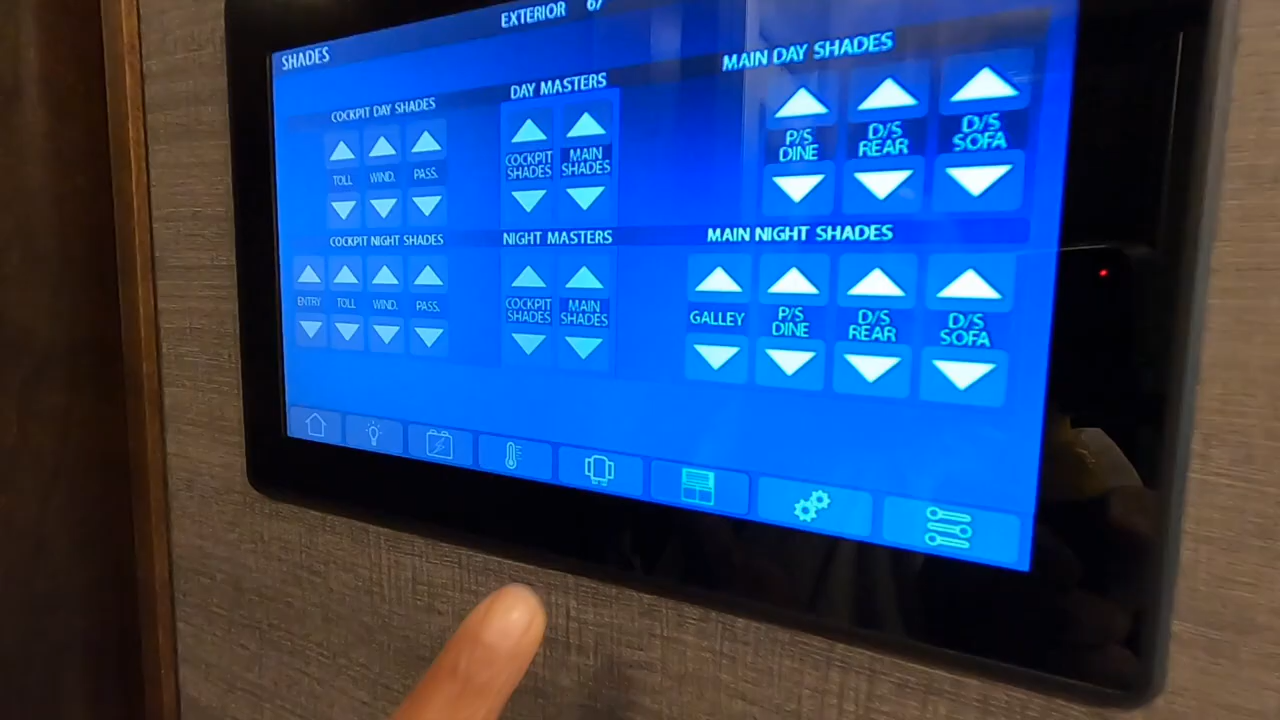 EXTERIOR 67
SHADES
COCKPIT DAY SHADES
TOLL WIND. PASS.
DAY MASTERS
COCKPIT SHADES
MAIN SHADES
MAIN DAY SHADES
P/S DINE
D/S REAR
D/S SOFA
COCKPIT NIGHT SHADES
ENTRY TOLL WIND. PASS.
NIGHT MASTERS
COCKPIT SHADES
MAIN SHADES
MAIN NIGHT SHADES
GALLEY
P/S DINE
D/S REAR
D/S SOFA